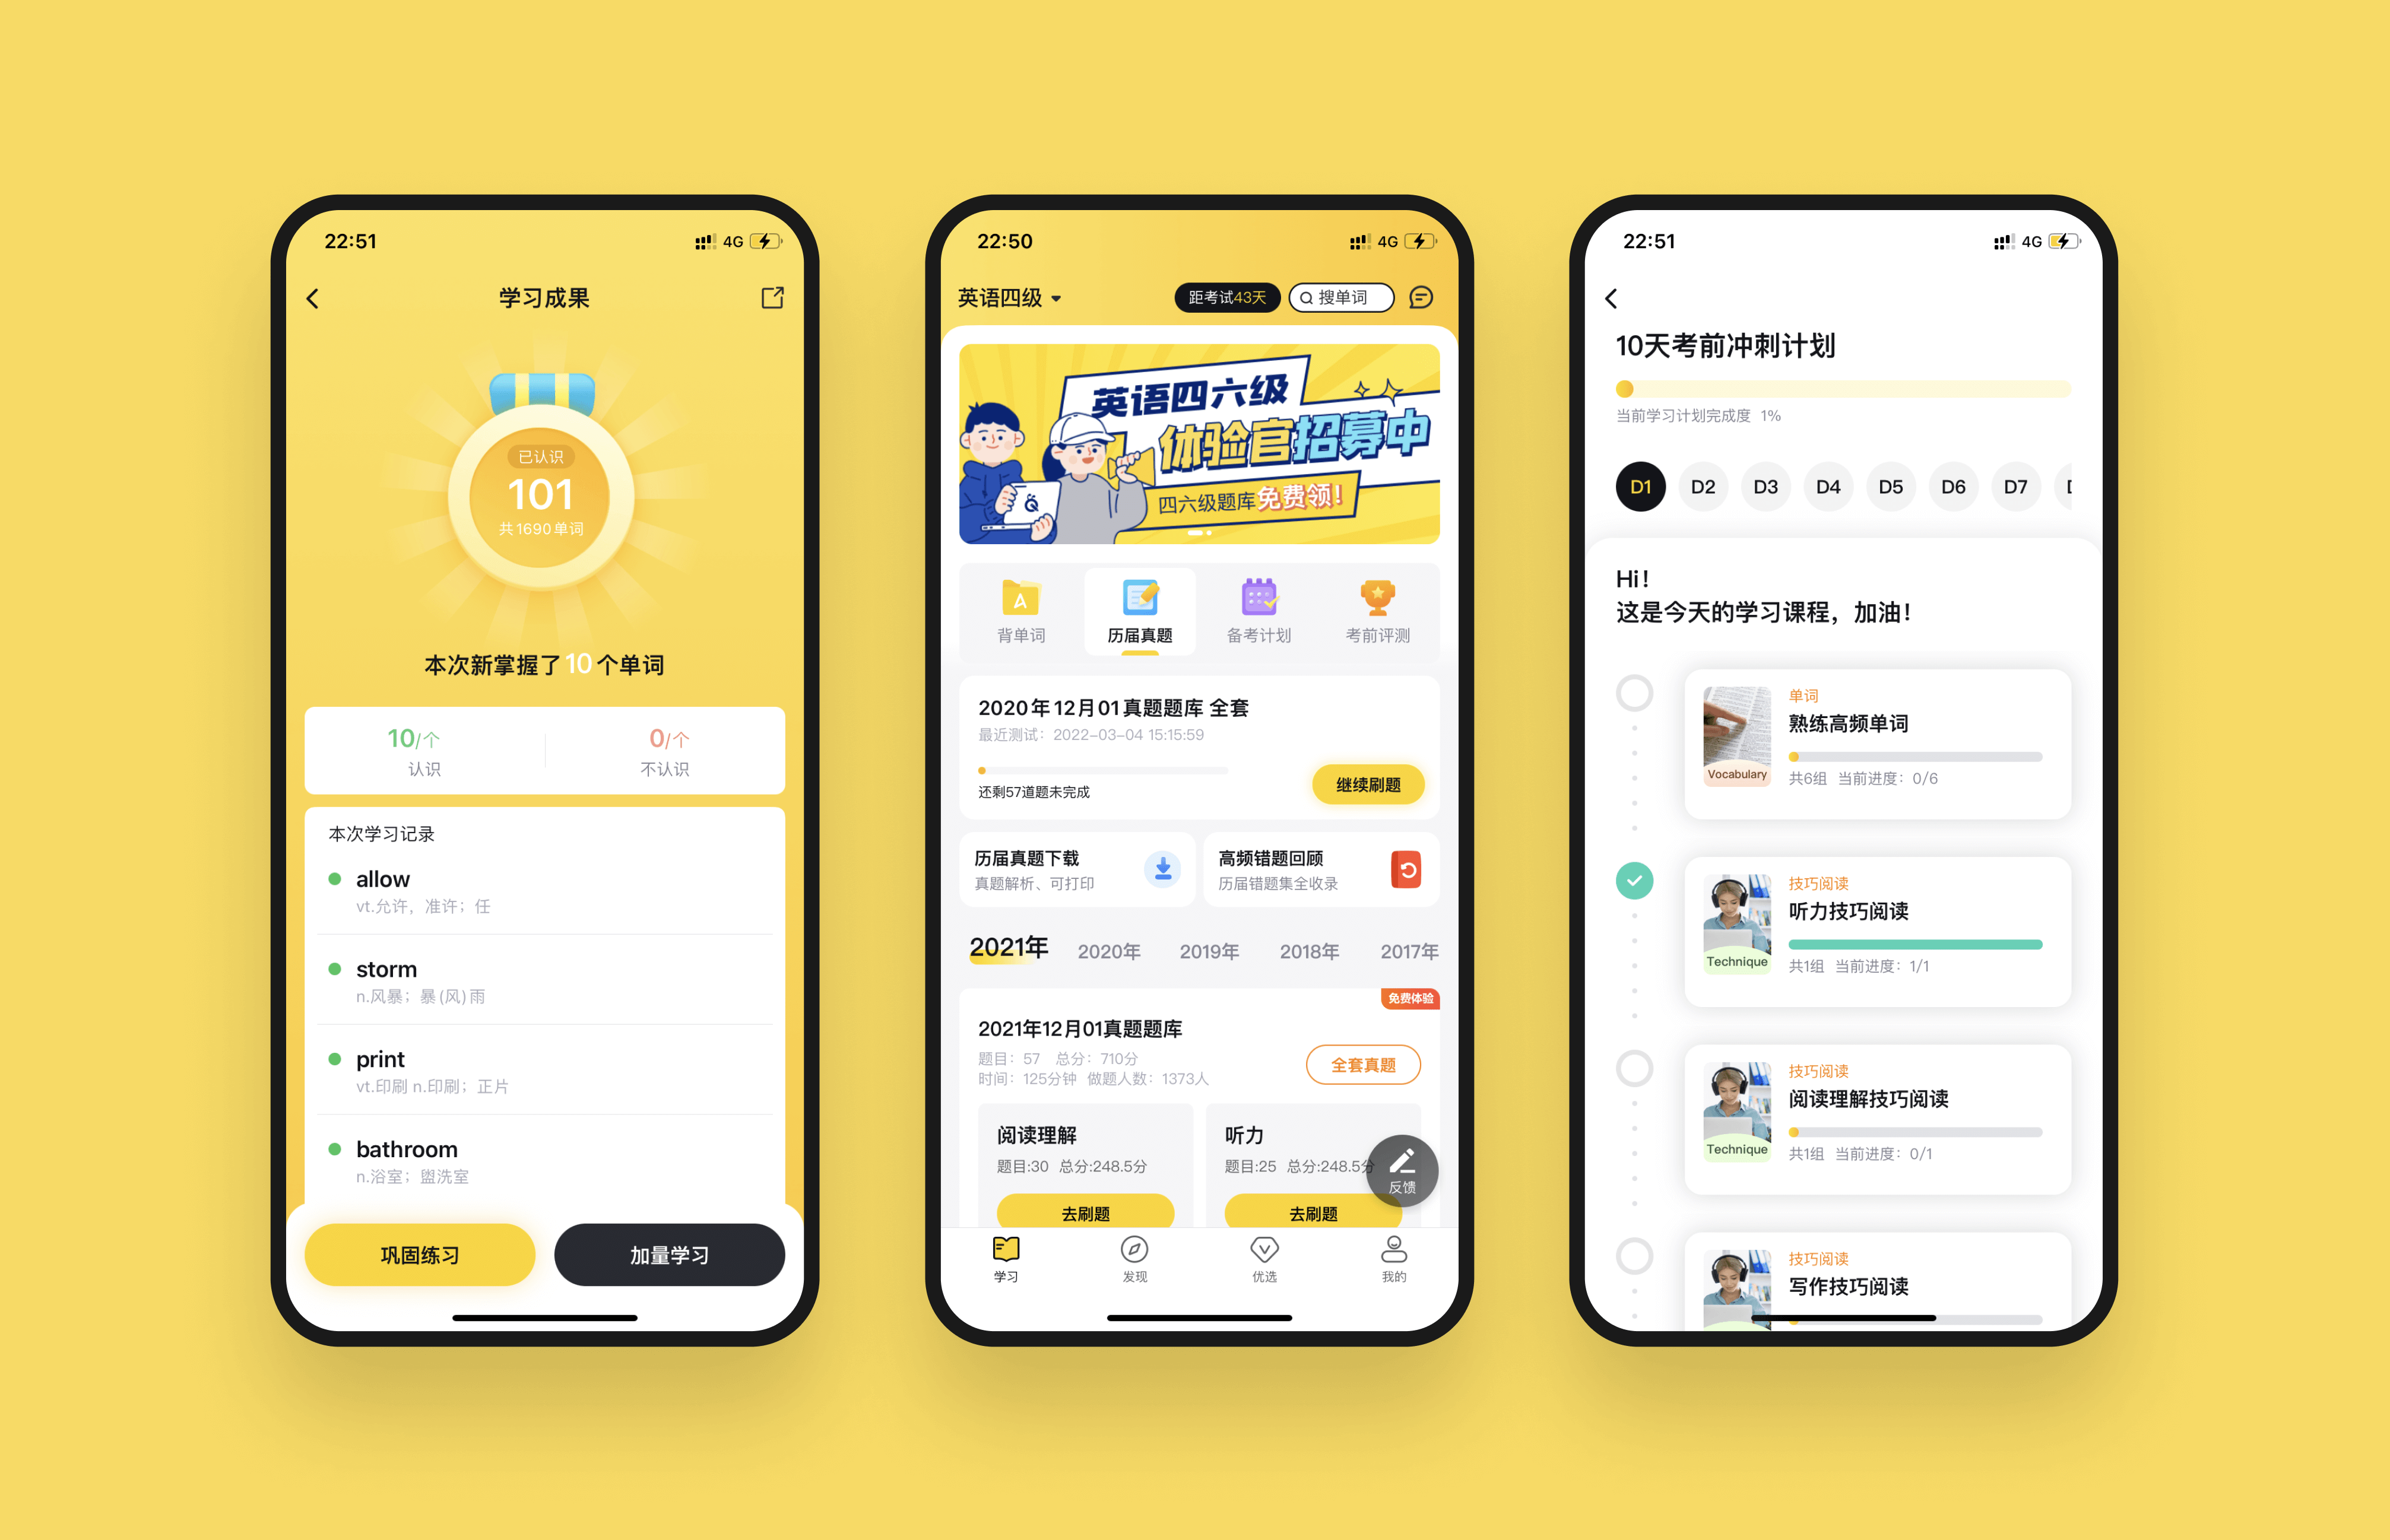 22:51
4G
学习成果
已认识
101
共1690单词
本次新掌握了10个单词
10/个
0/个
认识
不认识
本次学习记录
allow
vt.允许，准许；任
storm
n.风暴；暴(风)雨
print
vt.印刷 n.印刷；正片
bathroom
n.浴室；盥洗室
巩固练习
加量学习
22:50
4G
英语四级
距考试43天
搜单词
英语四六级
体验官招募中
四六级题库免费领！
背单词
历届真题
备考计划
考前评测
2020年12月01真题题库 全套
最近测试：2022-03-04 15:15:59
还剩57道题未完成
继续刷题
历届真题下载
真题解析、可打印
高频错题回顾
历届错题集全收录
2021年
2020年
2019年
2018年
2017年
免费体验
2021年12月01真题题库
题目：57 总分：710分
时间：125分钟 做题人数：1373人
全套真题
阅读理解
题目:30 总分:248.5分
去刷题
听力
题目:25 总分:248.5分
去刷题
反馈
学习
发现
优选
我的
22:51
4G
10天考前冲刺计划
当前学习计划完成度 1%
D1
D2
D3
D4
D5
D6
D7
Hi！
这是今天的学习课程，加油！
Vocabulary
单词
熟练高频单词
共6组 当前进度：0/6
Technique
技巧阅读
听力技巧阅读
共1组 当前进度：1/1
Technique
技巧阅读
阅读理解技巧阅读
共1组 当前进度：0/1
技巧阅读
写作技巧阅读